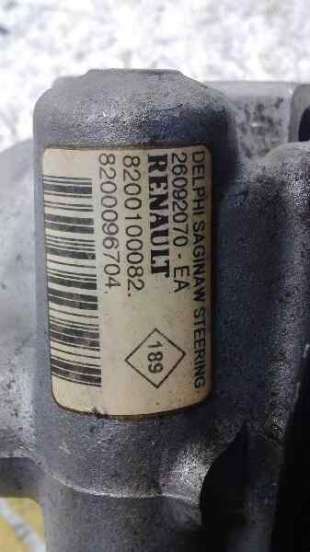 DELPHI SAGINAW STEERING
26092070 - EA
RENAULT
8200100082.
8200096704.
189